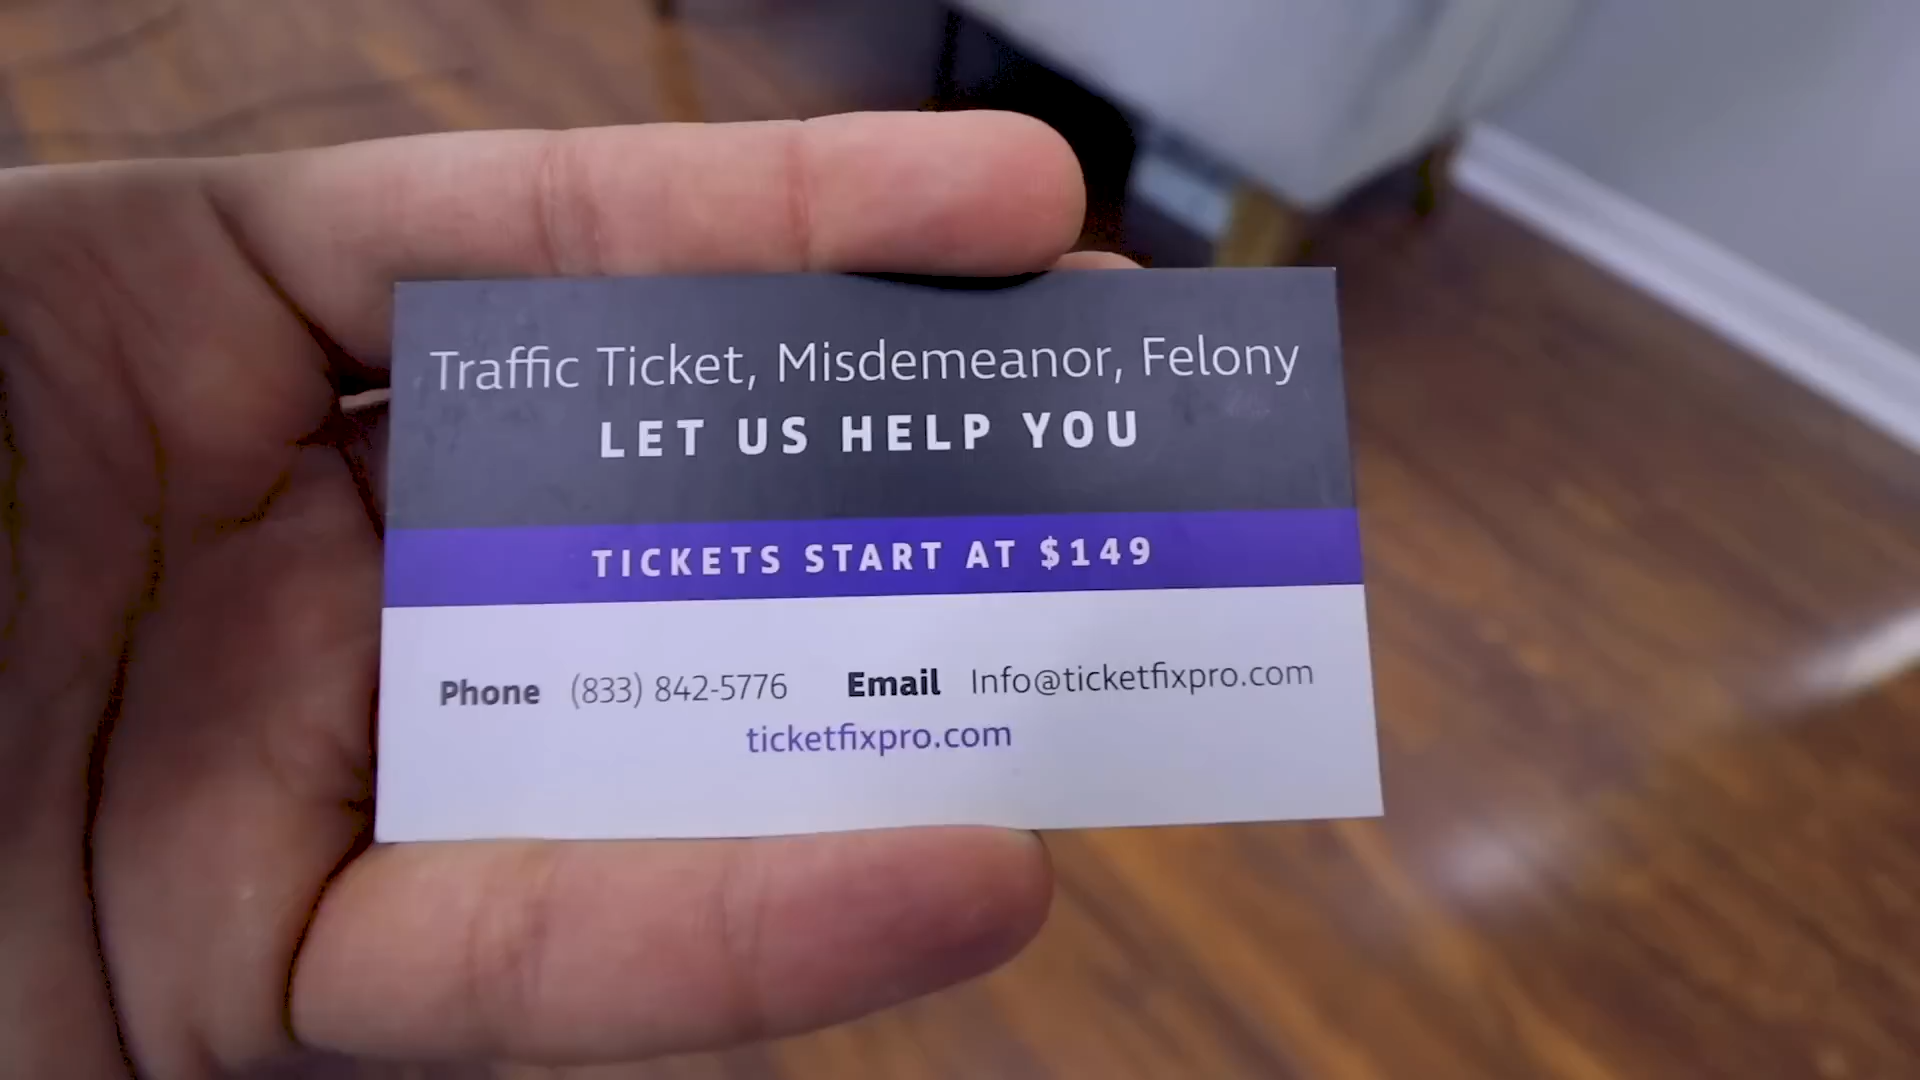 Traffic Ticket, Misdemeanor, Felony
LET US HELP YOU
TICKETS START AT $149
Phone (833) 842-5776 Email Info@ticketfixpro.com
ticketfixpro.com